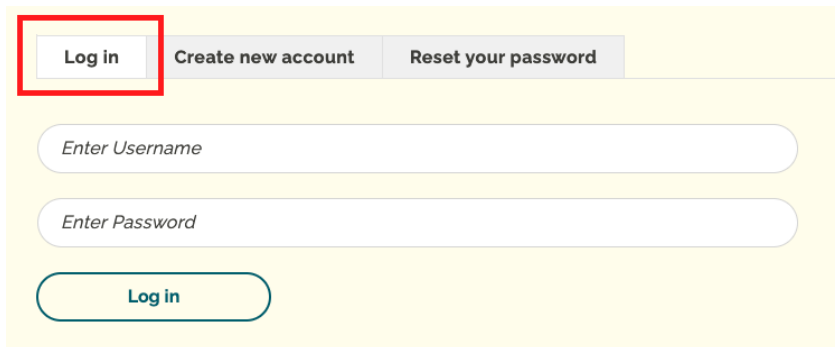 Log in Create new account Reset your password
Enter Username
Enter Password
Log in